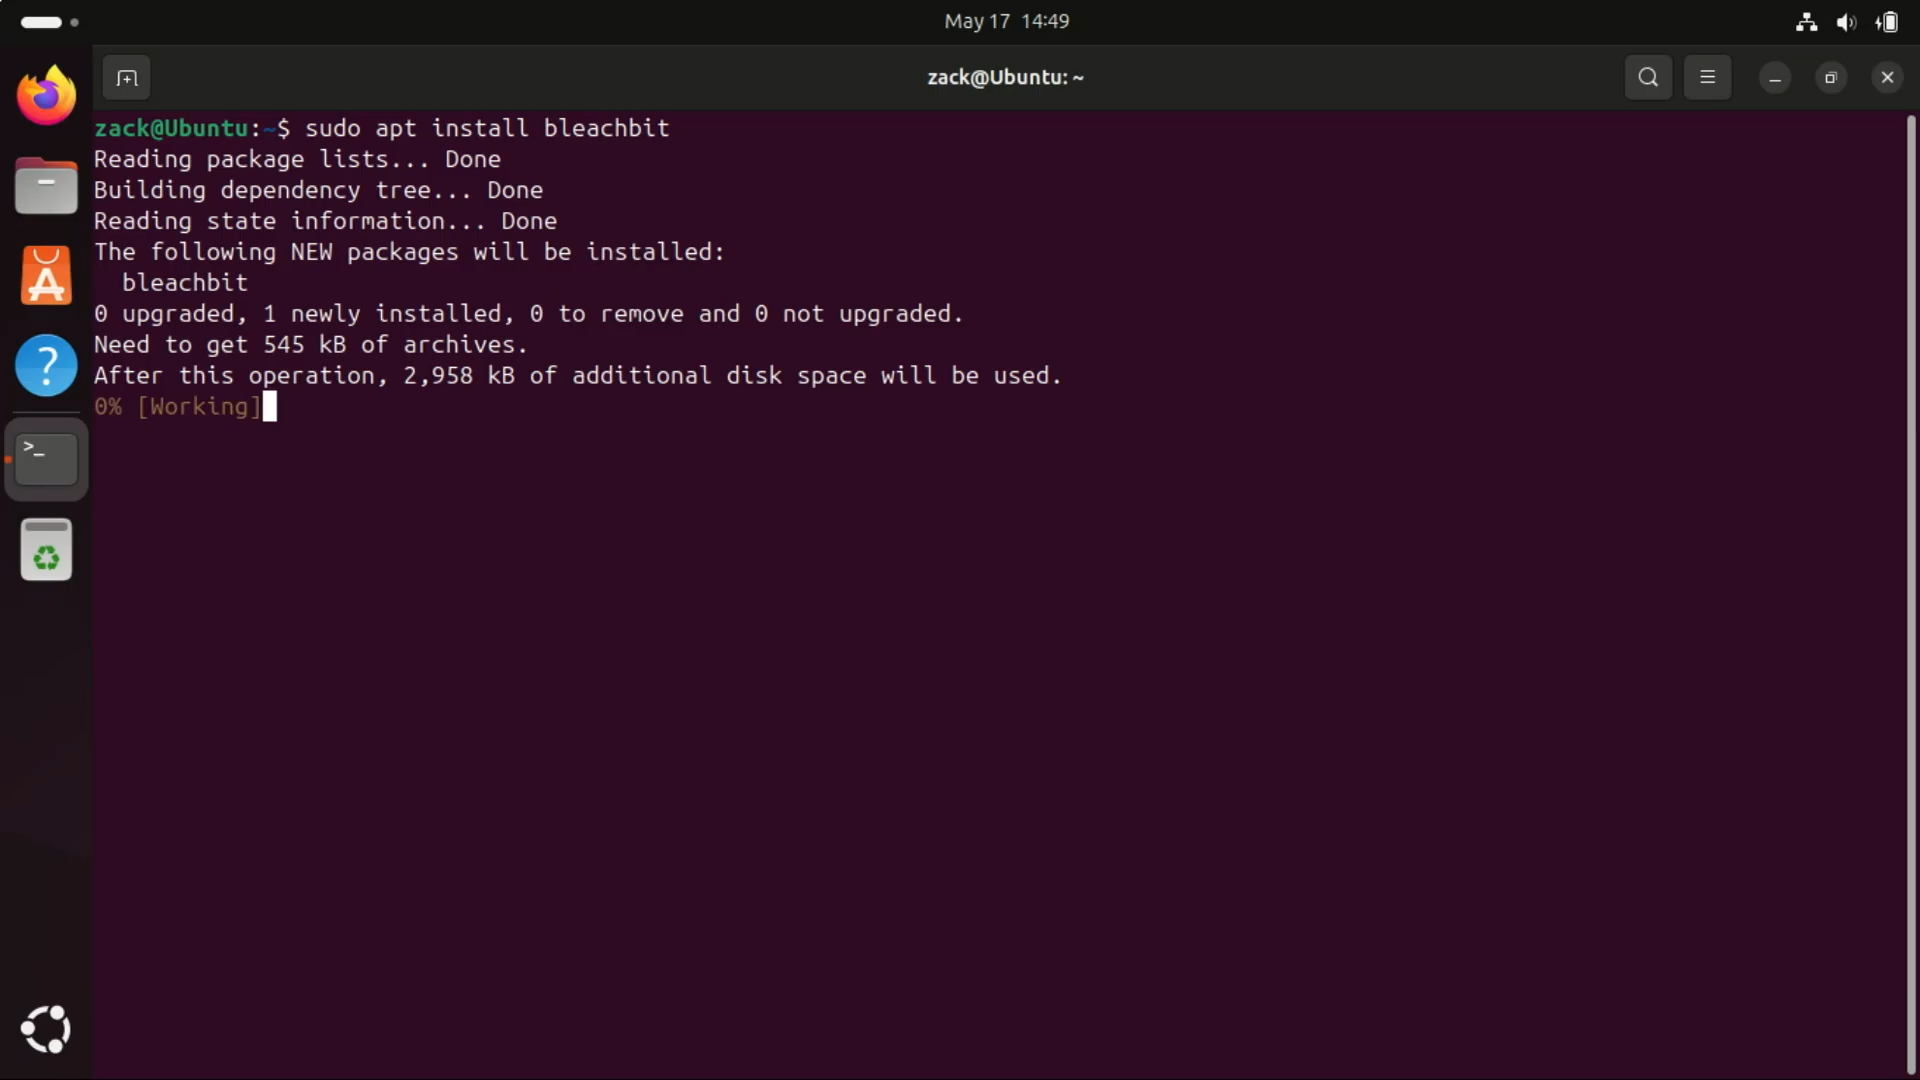 May 17 14:49
zack@Ubuntu: ~
zack@Ubuntu:~$ sudo apt install bleachbit
Reading package lists... Done
Building dependency tree... Done
Reading state information... Done
The following NEW packages will be installed:
bleachbit
0 upgraded, 1 newly installed, 0 to remove and 0 not upgraded.
Need to get 545 kB of archives.
After this operation, 2,958 kB of additional disk space will be used.
0% [Working]